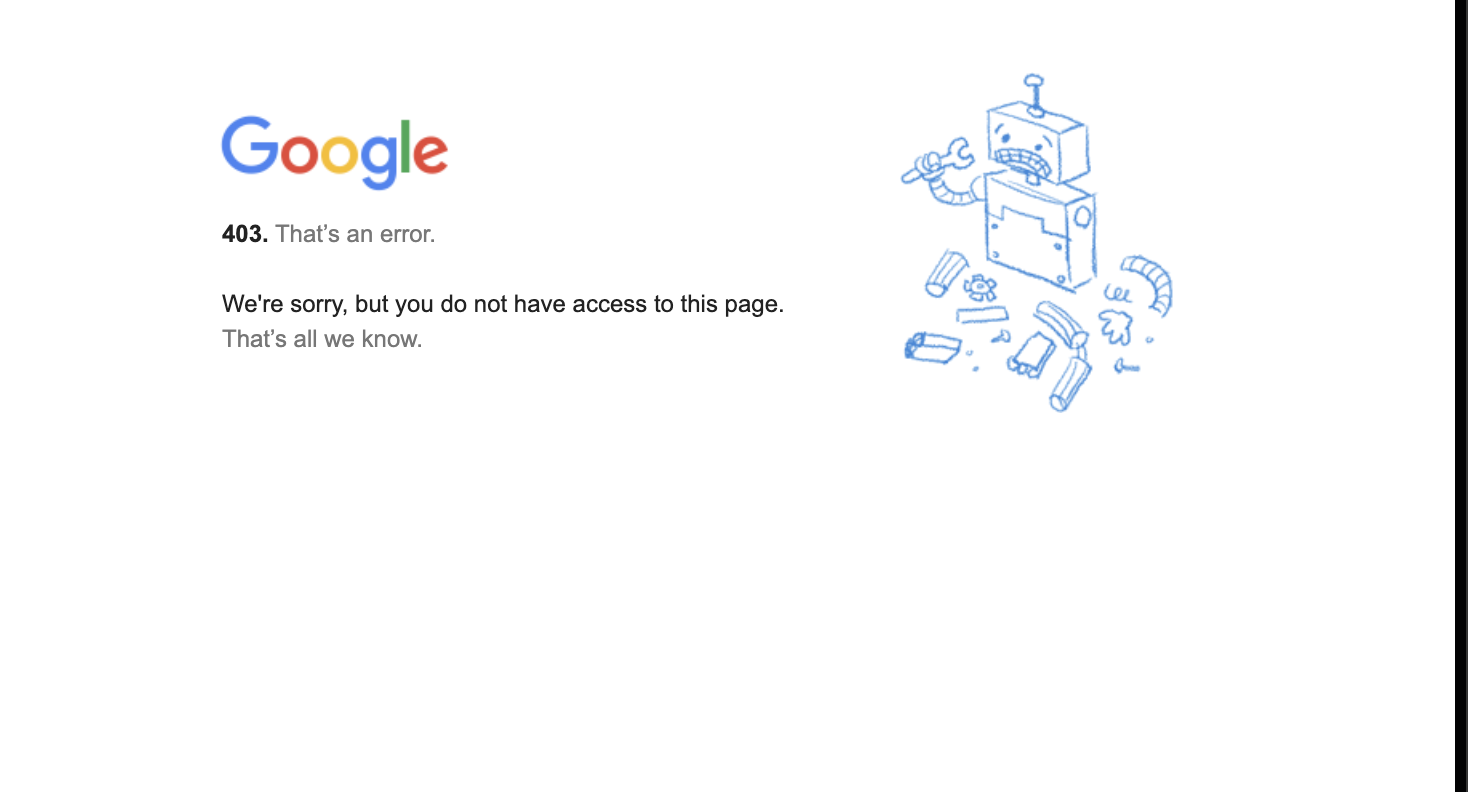 Google
403. That’s an error.
We're sorry, but you do not have access to this page.
That’s all we know.